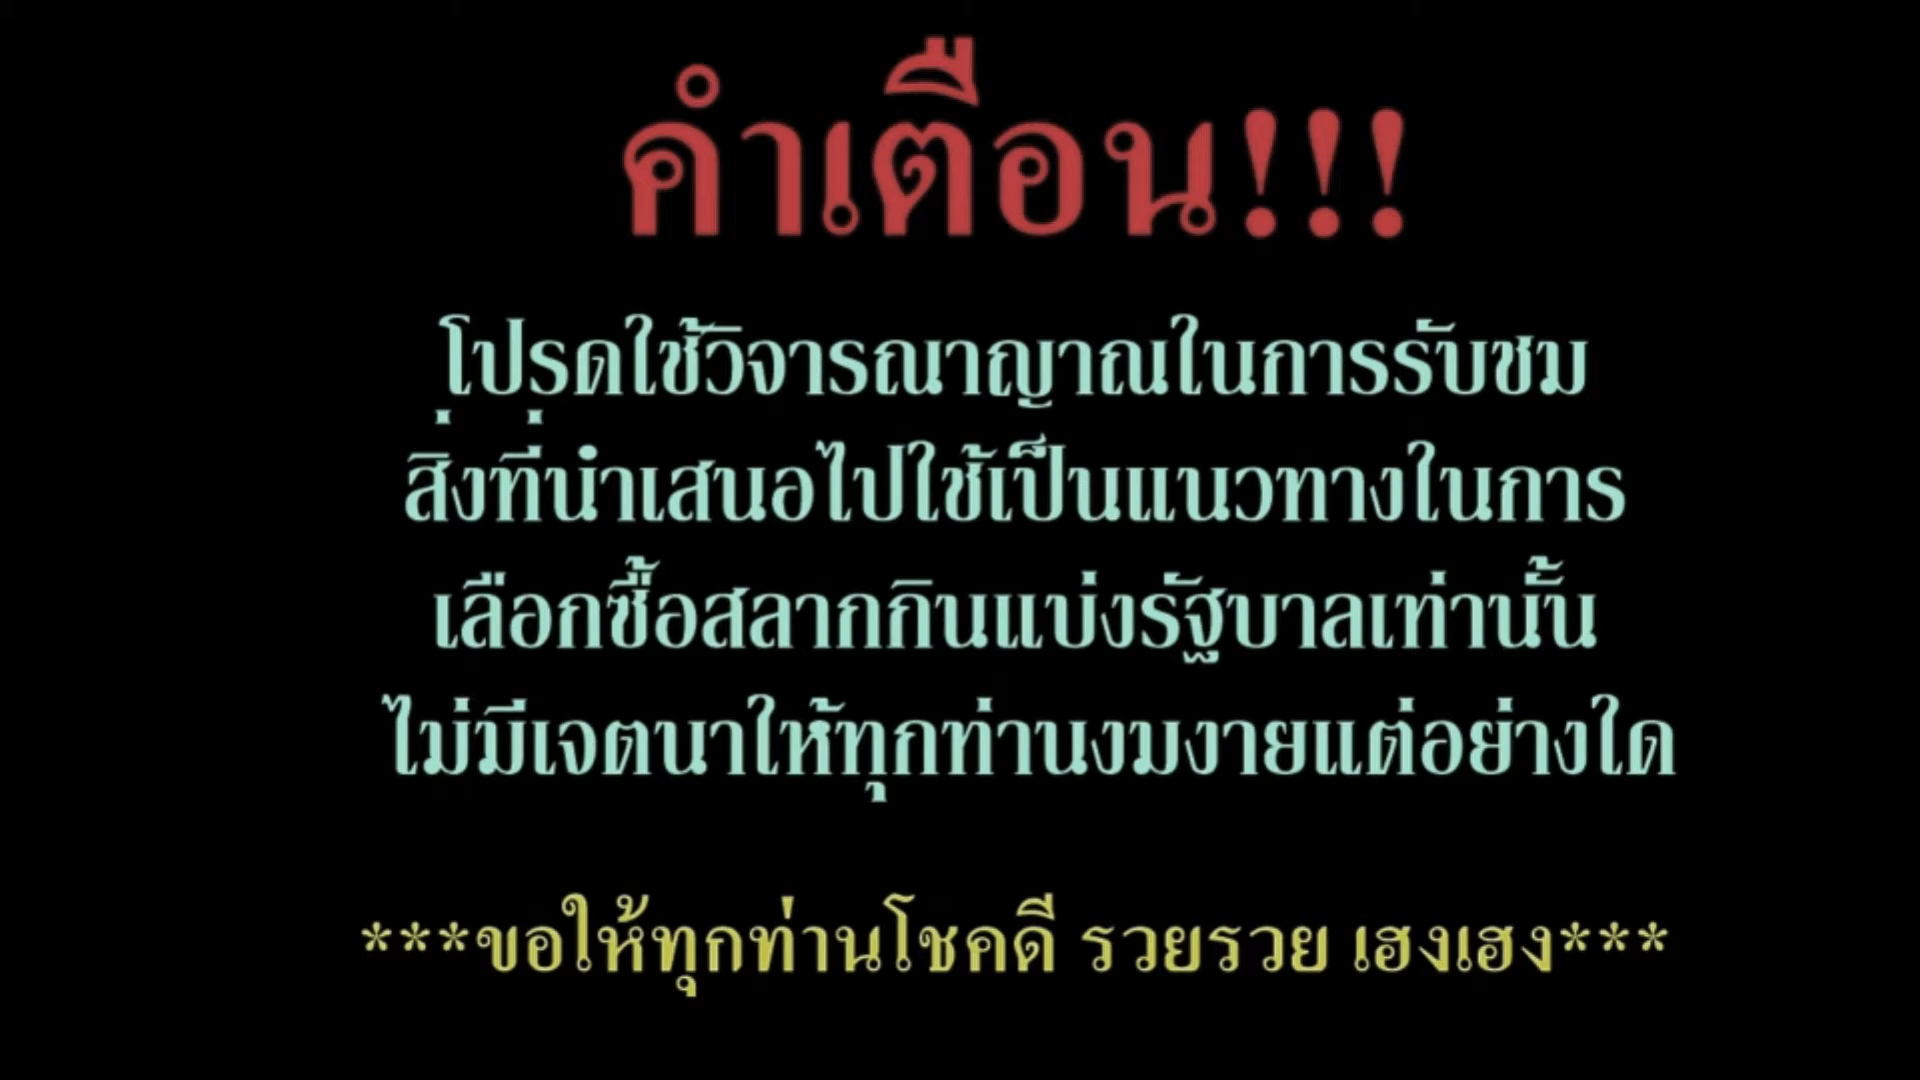 คำเตือน!!!
โปรดใช้วิจารณาญาณในการรับชม
สิ่งที่นำเสนอไปใช้เป็นแนวทางในการ
เลือกซื้อสลากกินแบ่งรัฐบาลเท่านั้น
ไม่มีเจตนาให้ทุกท่านงมงายแต่อย่างใด
***ขอให้ทุกท่านโชคดี รวยรวย เฮงเฮง***